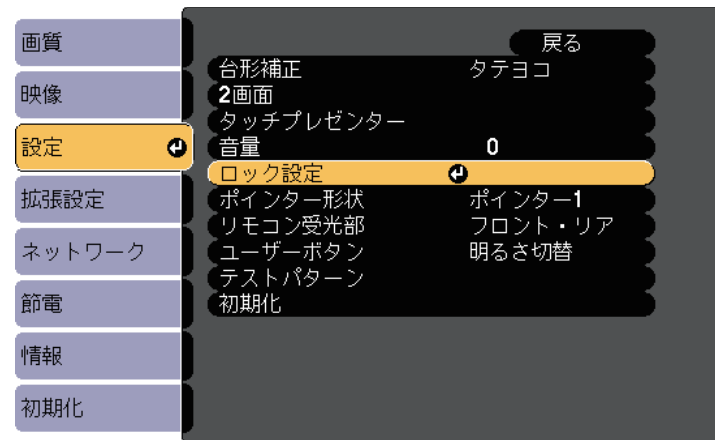 画質
映像
設定
拡張設定
ネットワーク
節電
情報
初期化
戻る
台形補正 タテヨコ
2画面
タッチプレゼンター
音量 0
ロック設定
ポインター形状 ポインター1
リモコン受光部 フロント・リア
ユーザーボタン 明るさ切替
テストパターン
初期化